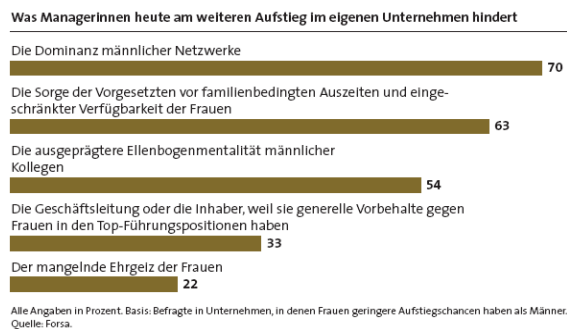 Was Managerinnen heute am weiteren Aufstieg im eigenen Unternehmen hindert
Die Dominanz männlicher Netzwerke
70
Die Sorge der Vorgesetzten vor familienbedingten Auszeiten und einge-
schränkter Verfügbarkeit der Frauen
63
Die ausgeprägtere Ellenbogenmentalität männlicher
Kollegen
54
Die Geschäftsleitung oder die Inhaber, weil sie generelle Vorbehalte gegen
Frauen in den Top-Führungspositionen haben
33
Der mangelnde Ehrgeiz der Frauen
22
Alle Angaben in Prozent. Basis: Befragte in Unternehmen, in denen Frauen geringere Aufstiegschancen haben als Männer.
Quelle: Forsa.